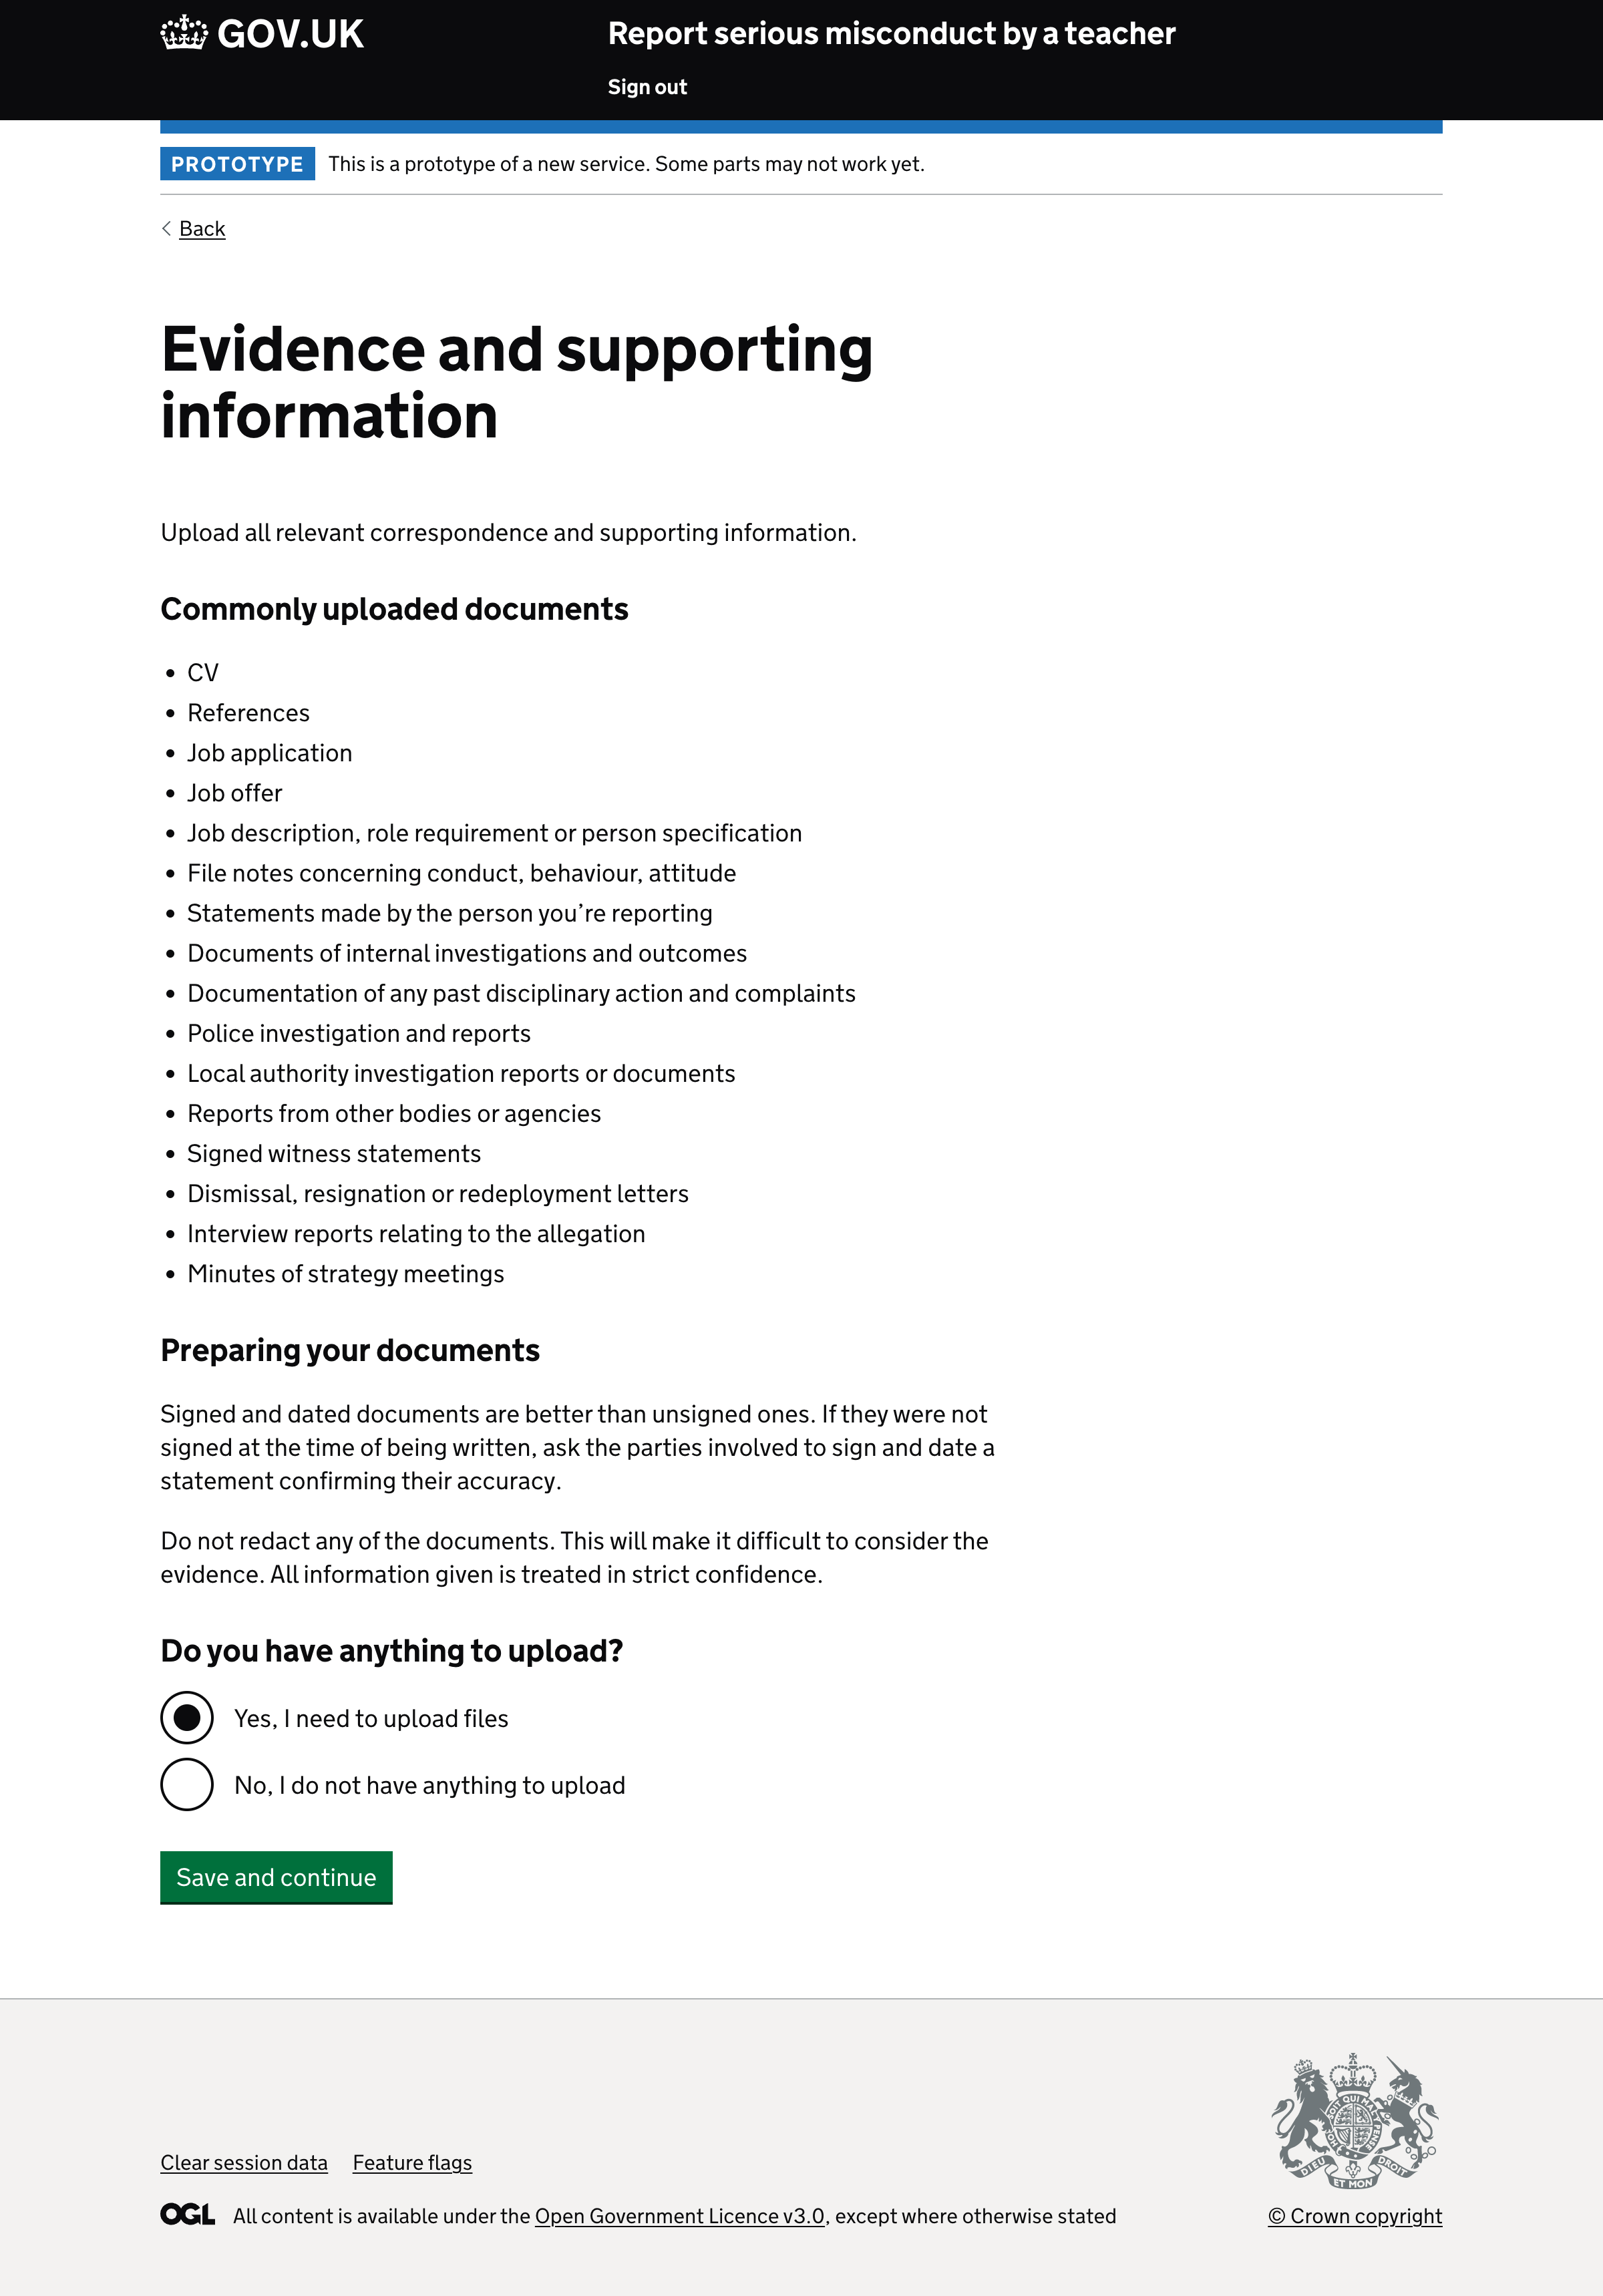 GOV.UK
Report serious misconduct by a teacher
Sign out
PROTOTYPE
This is a prototype of a new service. Some parts may not work yet.
Back
Evidence and supporting
information
Upload all relevant correspondence and supporting information.
Commonly uploaded documents
• CV
• References
• Job application
• Job offer
• Job description, role requirement or person specification
• File notes concerning conduct, behaviour, attitude
• Statements made by the person you’re reporting
• Documents of internal investigations and outcomes
• Documentation of any past disciplinary action and complaints
• Police investigation and reports
• Local authority investigation reports or documents
• Reports from other bodies or agencies
• Signed witness statements
• Dismissal, resignation or redeployment letters
• Interview reports relating to the allegation
• Minutes of strategy meetings
Preparing your documents
Signed and dated documents are better than unsigned ones. If they were not
signed at the time of being written, ask the parties involved to sign and date a
statement confirming their accuracy.
Do not redact any of the documents. This will make it difficult to consider the
evidence. All information given is treated in strict confidence.
Do you have anything to upload?
Yes, I need to upload files
No, I do not have anything to upload
Save and continue
Clear session data
Feature flags
DIEU
ET MON
DROIT
OGL
All content is available under the Open Government Licence v3.0, except where otherwise stated
© Crown copyright